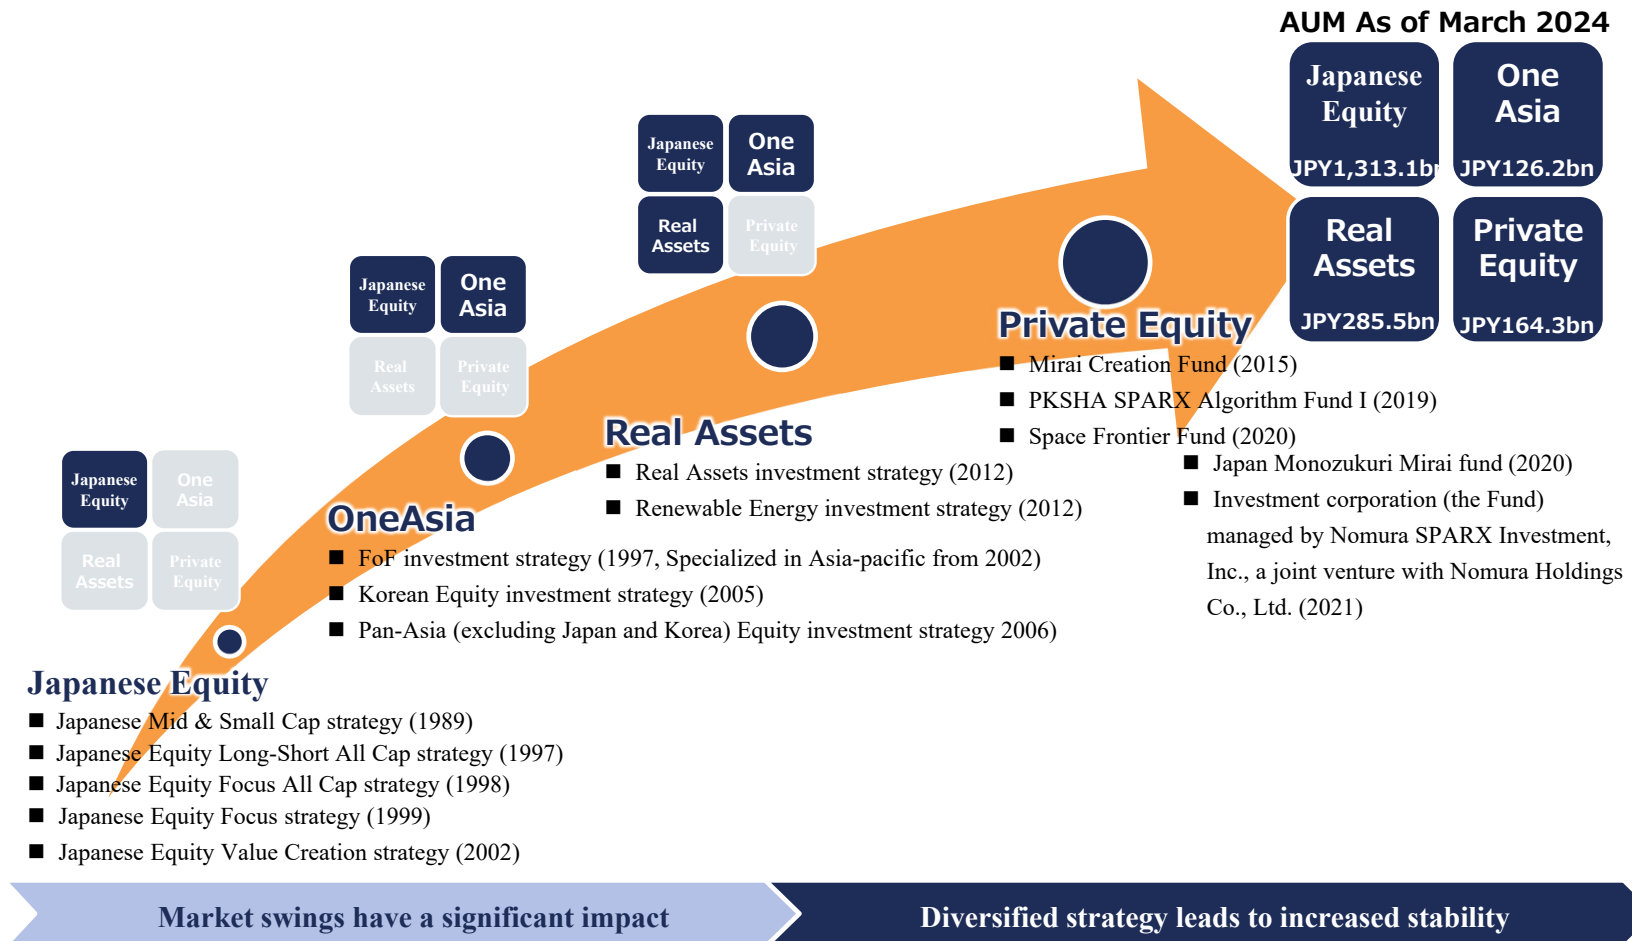 AUM As of March 2024
Japanese
Equity
JPY1,313.1bn
One
Asia
JPY126.2bn
Real
Assets
JPY285.5bn
Private
Equity
JPY164.3bn
Japanese
Equity
One
Asia
Real
Assets
Private
Equity
Japanese
Equity
One
Asia
Real
Assets
Private
Equity
Japanese
Equity
One
Asia
Real
Assets
Private
Equity
Private Equity
■ Mirai Creation Fund (2015)
■ PKSHA SPARX Algorithm Fund I (2019)
■ Space Frontier Fund (2020)
■ Japan Monozukuri Mirai fund (2020)
■ Investment corporation (the Fund)
managed by Nomura SPARX Investment,
Inc., a joint venture with Nomura Holdings
Co., Ltd. (2021)
Real Assets
■ Real Assets investment strategy (2012)
■ Renewable Energy investment strategy (2012)
OneAsia
■ FoF investment strategy (1997, Specialized in Asia-pacific from 2002)
■ Korean Equity investment strategy (2005)
■ Pan-Asia (excluding Japan and Korea) Equity investment strategy 2006)
Japanese Equity
■ Japanese Mid & Small Cap strategy (1989)
■ Japanese Equity Long-Short All Cap strategy (1997)
■ Japanese Equity Focus All Cap strategy (1998)
■ Japanese Equity Focus strategy (1999)
■ Japanese Equity Value Creation strategy (2002)
Market swings have a significant impact
Diversified strategy leads to increased stability